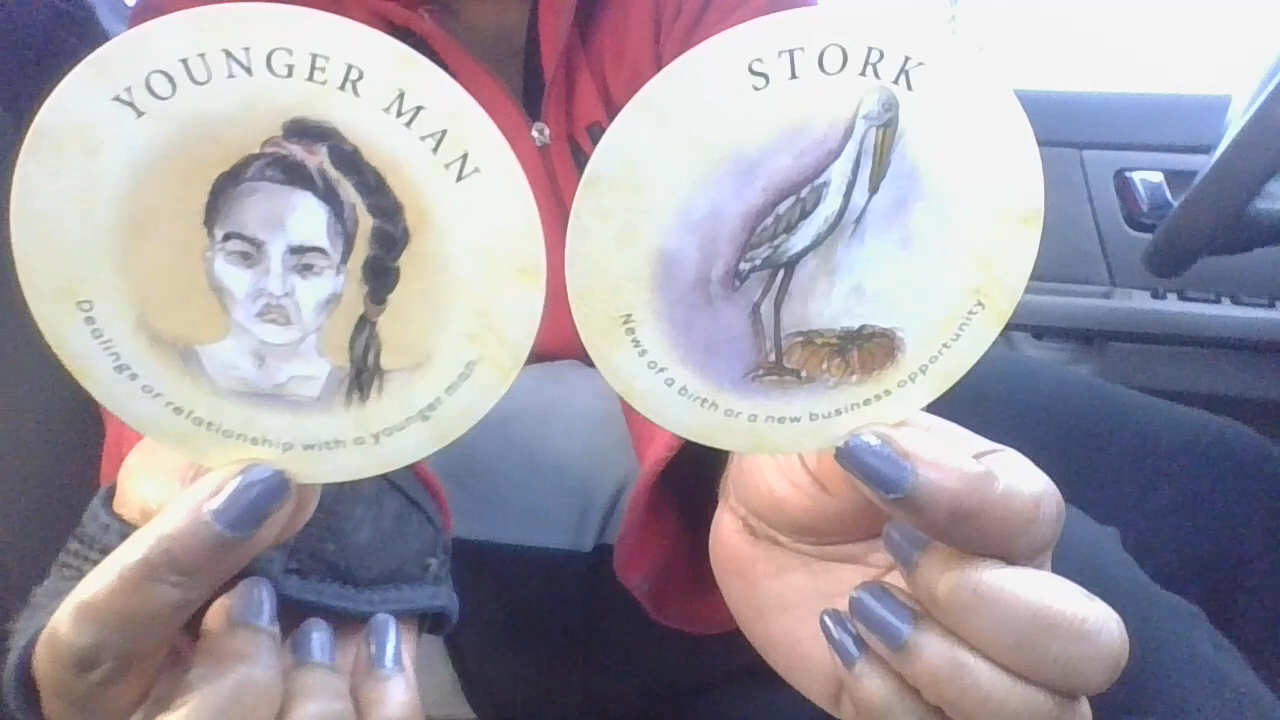 YOUNGER MAN
Dealings or relationship with a younger man
STORK
News of a birth or a new business opportunity